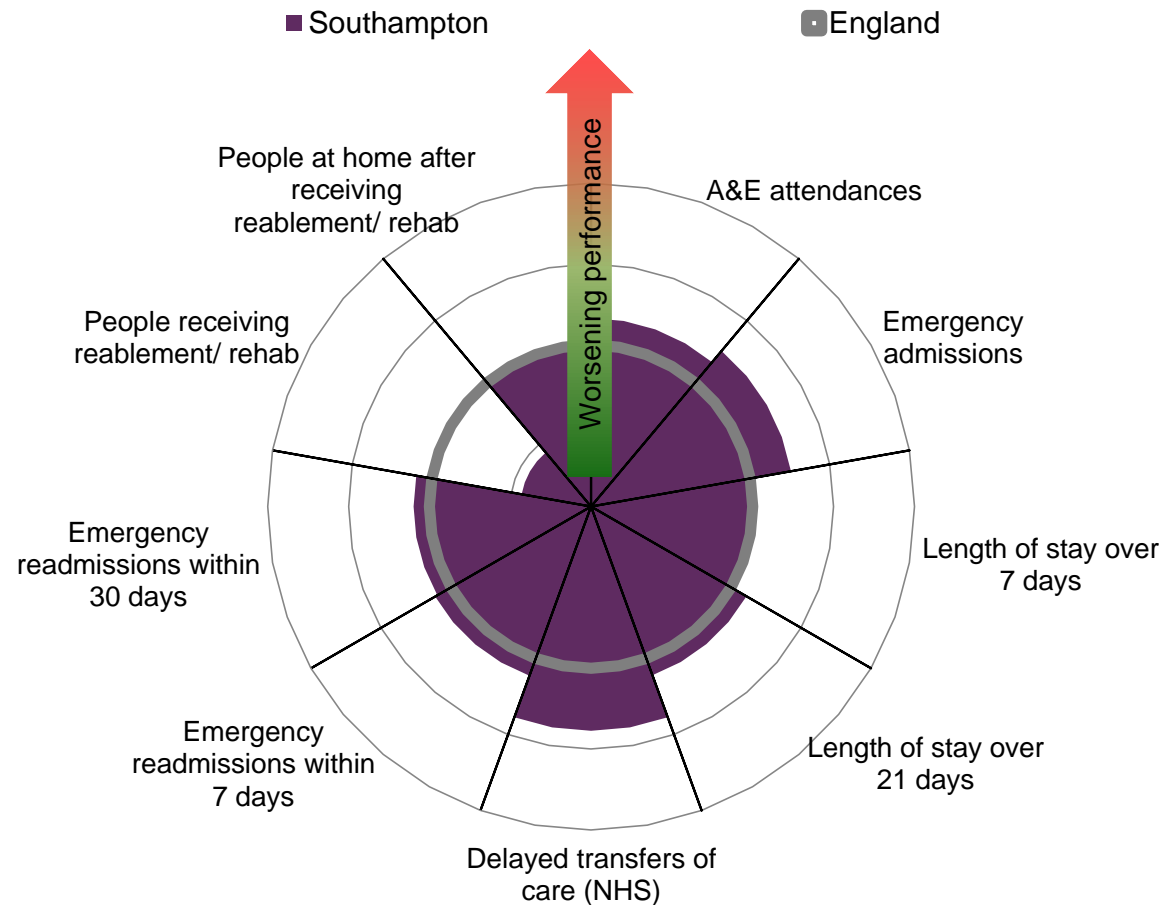 Southampton
England
Worsening performance
People at home after
receiving
reablement/ rehab
A&E attendances
People receiving
reablement/ rehab
Emergency
admissions
Emergency
readmissions within
30 days
Length of stay over
7 days
Emergency
readmissions within
7 days
Length of stay over
21 days
Delayed transfers of
care (NHS)